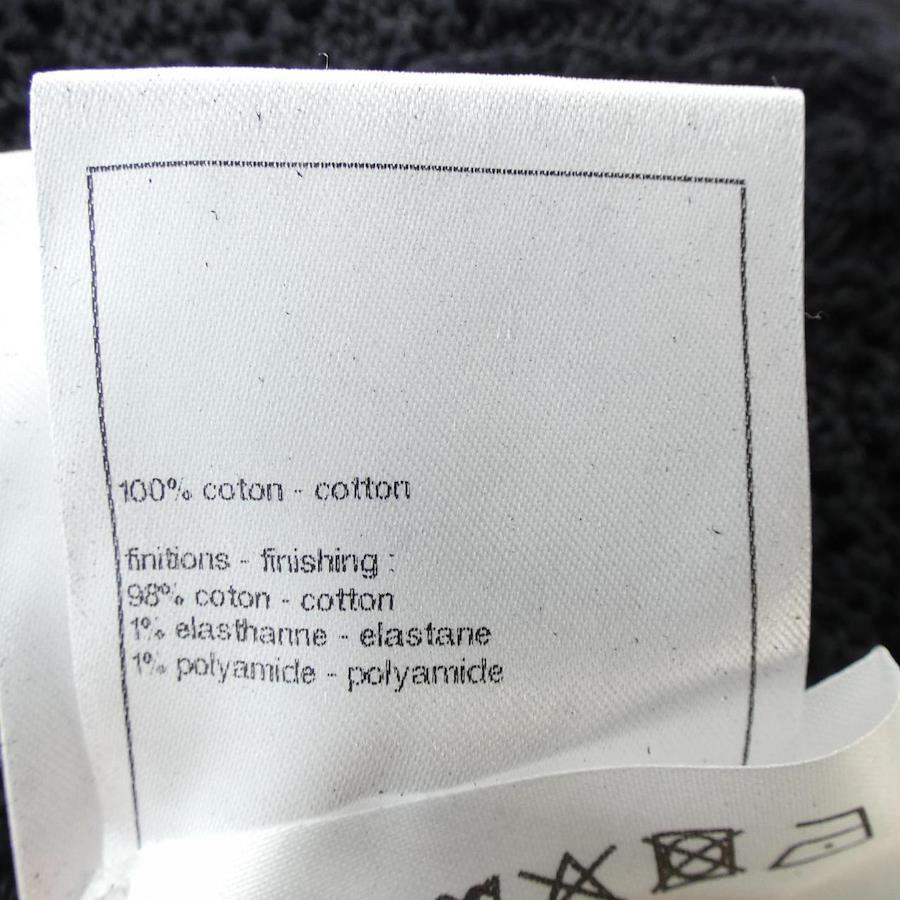 100% coton - cotton
finitions - finishing :
98% coton - cotton
1% elasthanne - elastane
1% polyamide - polyamide